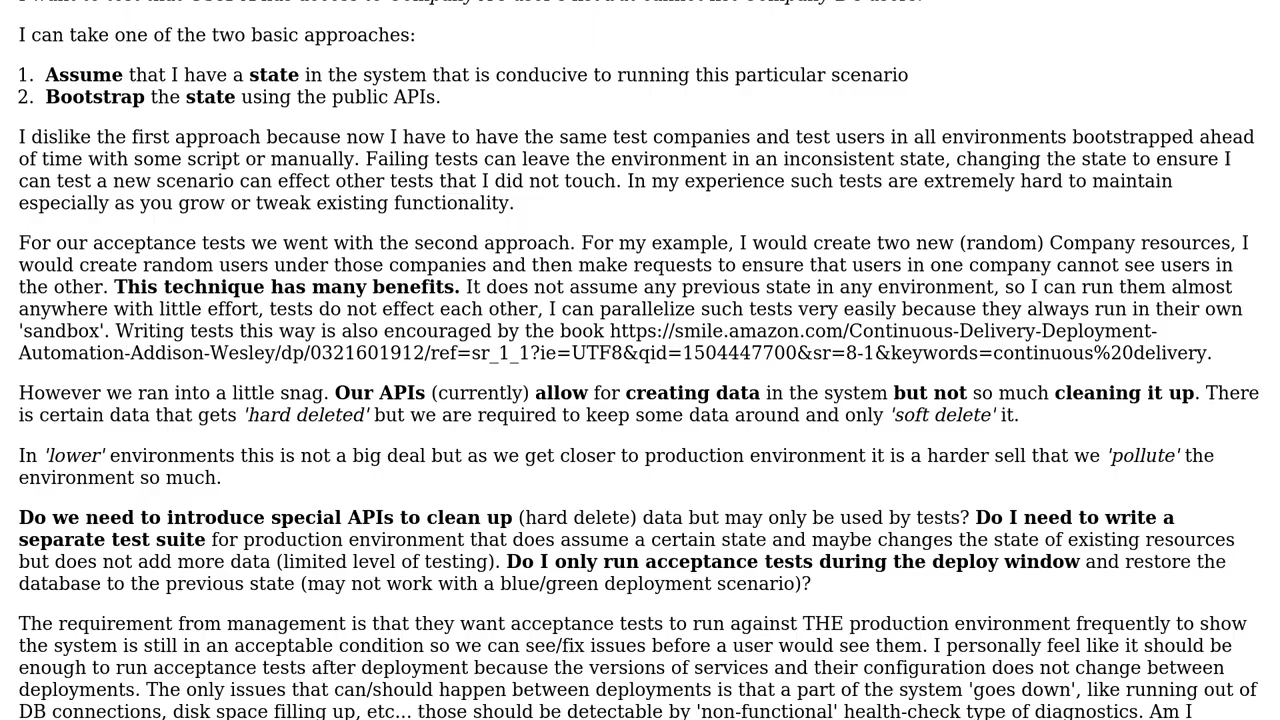 I can take one of the two basic approaches:
1. Assume that I have a state in the system that is conducive to running this particular scenario
2. Bootstrap the state using the public APIs.
I dislike the first approach because now I have to have the same test companies and test users in all environments bootstrapped ahead
of time with some script or manually. Failing tests can leave the environment in an inconsistent state, changing the state to ensure I
can test a new scenario can effect other tests that I did not touch. In my experience such tests are extremely hard to maintain
especially as you grow or tweak existing functionality.
For our acceptance tests we went with the second approach. For my example, I would create two new (random) Company resources, I
would create random users under those companies and then make requests to ensure that users in one company cannot see users in
the other. This technique has many benefits. It does not assume any previous state in any environment, so I can run them almost
anywhere with little effort, tests do not effect each other, I can parallelize such tests very easily because they always run in their own
'sandbox'. Writing tests this way is also encouraged by the book https://smile.amazon.com/Continuous-Delivery-Deployment-
Automation-Addison-Wesley/dp/0321601912/ref=sr_1_1?ie=UTF8&qid=1504447700&sr=8-1&keywords=continuous%20delivery.
However we ran into a little snag. Our APIs (currently) allow for creating data in the system but not so much cleaning it up. There
is certain data that gets 'hard deleted' but we are required to keep some data around and only 'soft delete' it.
In 'lower' environments this is not a big deal but as we get closer to production environment it is a harder sell that we 'pollute' the
environment so much.
Do we need to introduce special APIs to clean up (hard delete) data but may only be used by tests? Do I need to write a
separate test suite for production environment that does assume a certain state and maybe changes the state of existing resources
but does not add more data (limited level of testing). Do I only run acceptance tests during the deploy window and restore the
database to the previous state (may not work with a blue/green deployment scenario)?
The requirement from management is that they want acceptance tests to run against THE production environment frequently to show
the system is still in an acceptable condition so we can see/fix issues before a user would see them. I personally feel like it should be
enough to run acceptance tests after deployment because the versions of services and their configuration does not change between
deployments. The only issues that can/should happen between deployments is that a part of the system 'goes down', like running out of
DB connections, disk space filling up, etc... those should be detectable by 'non-functional' health-check type of diagnostics. Am I